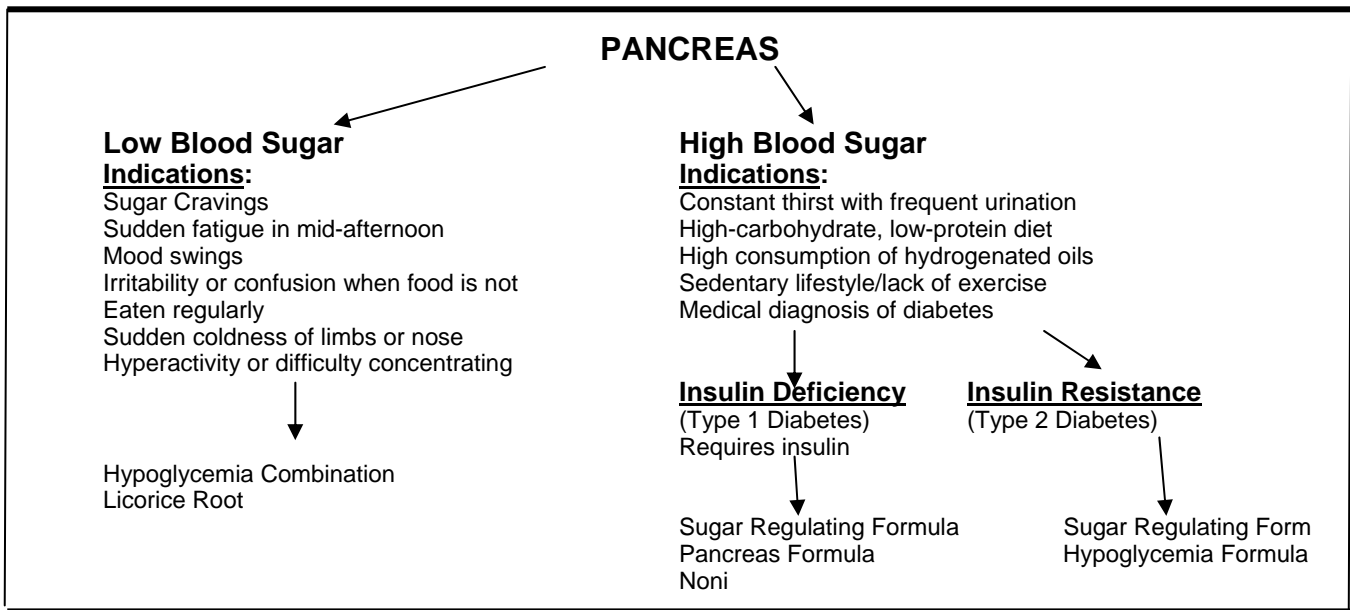 PANCREAS
Low Blood Sugar
Indications:
Sugar Cravings
Sudden fatigue in mid-afternoon
Mood swings
Irritability or confusion when food is not
Eaten regularly
Sudden coldness of limbs or nose
Hyperactivity or difficulty concentrating
Hypoglycemia Combination
Licorice Root
High Blood Sugar
Indications:
Constant thirst with frequent urination
High-carbohydrate, low-protein diet
High consumption of hydrogenated oils
Sedentary lifestyle/lack of exercise
Medical diagnosis of diabetes
Insulin Deficiency
(Type 1 Diabetes)
Requires insulin
Sugar Regulating Formula
Pancreas Formula
Noni
Insulin Resistance
(Type 2 Diabetes)
Sugar Regulating Form
Hypoglycemia Formula